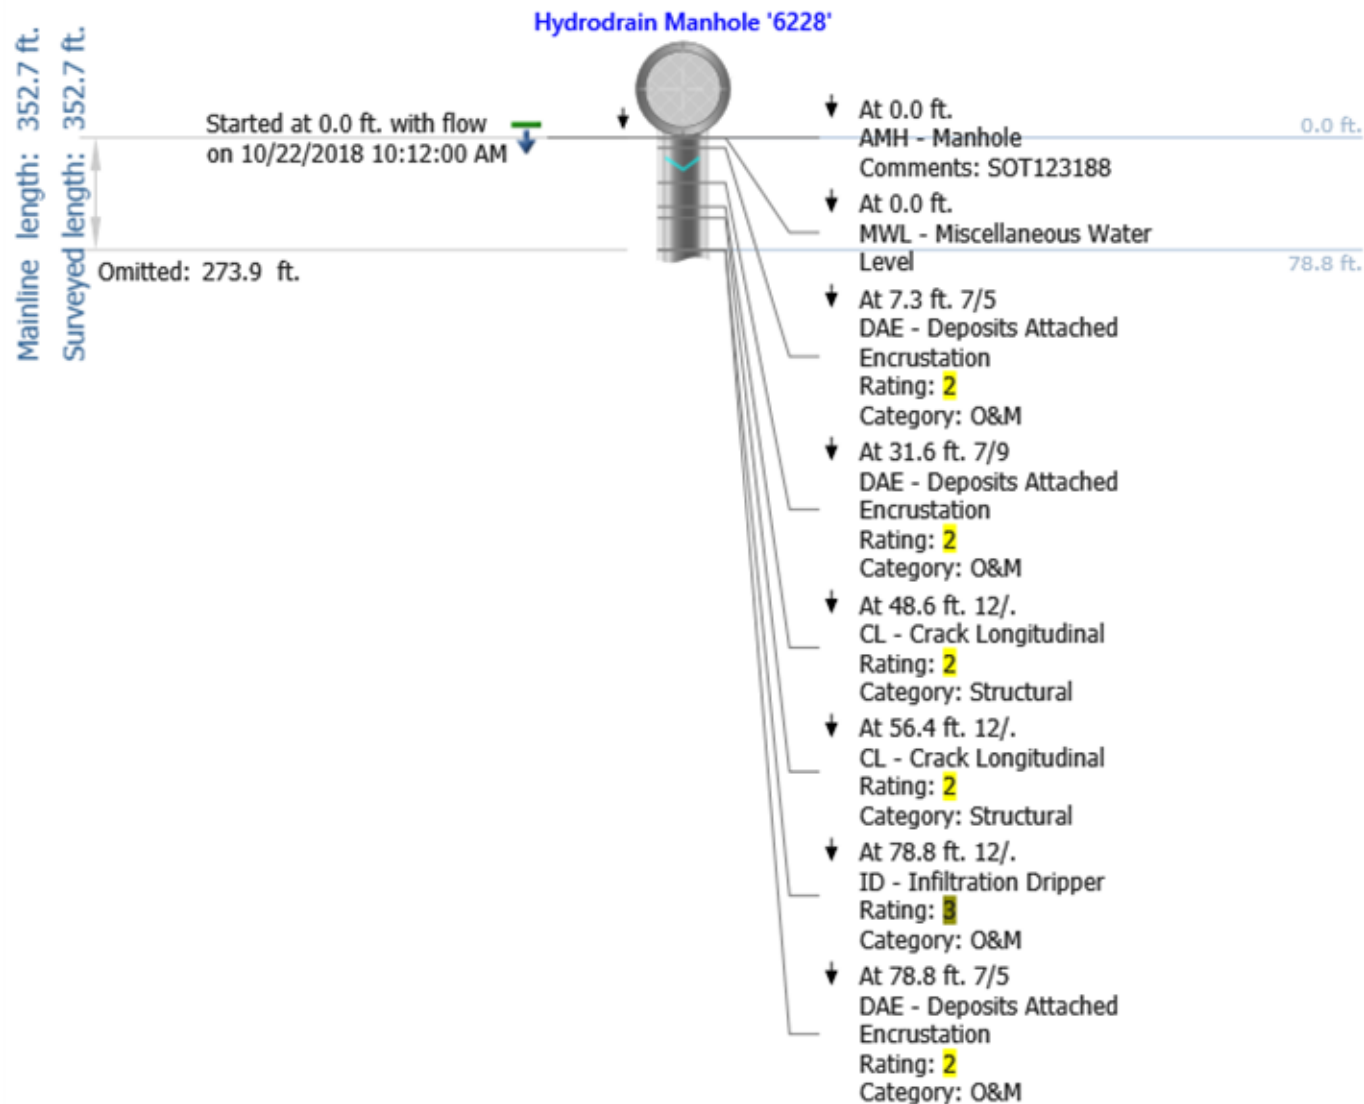 Hydrodrain Manhole '6228'
Mainline length: 352.7 ft.
Surveyed length: 352.7 ft.
Started at 0.0 ft. with flow
on 10/22/2018 10:12:00 AM
Omitted: 273.9 ft.
0.0 ft.
78.8 ft.
At 0.0 ft.
AMH - Manhole
Comments: SOT123188
At 0.0 ft.
MWL - Miscellaneous Water
Level
At 7.3 ft. 7/5
DAE - Deposits Attached
Encrustation
Rating: 2
Category: O&M
At 31.6 ft. 7/9
DAE - Deposits Attached
Encrustation
Rating: 2
Category: O&M
At 48.6 ft. 12/.
CL - Crack Longitudinal
Rating: 2
Category: Structural
At 56.4 ft. 12/.
CL - Crack Longitudinal
Rating: 2
Category: Structural
At 78.8 ft. 12/.
ID - Infiltration Dripper
Rating: 3
Category: O&M
At 78.8 ft. 7/5
DAE - Deposits Attached
Encrustation
Rating: 2
Category: O&M